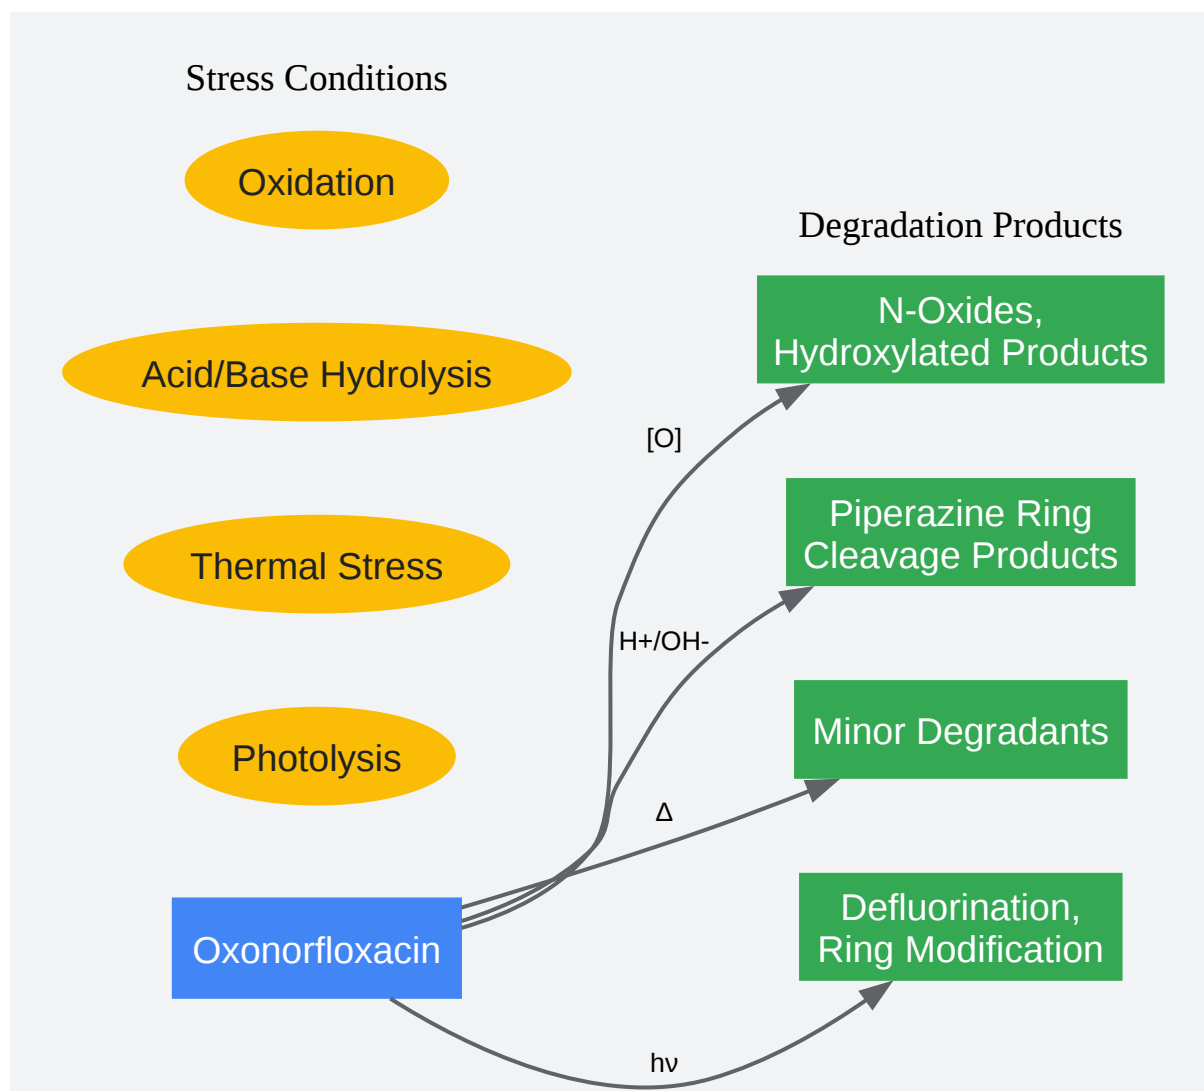 Stress Conditions
Oxidation
Acid/Base Hydrolysis
Thermal Stress
Photolysis
Oxonorfloxacin
[O]
H+/OH-
Δ
hν
Degradation Products
N-Oxides,
Hydroxylated Products
Piperazine Ring
Cleavage Products
Minor Degradants
Defluorination,
Ring Modification